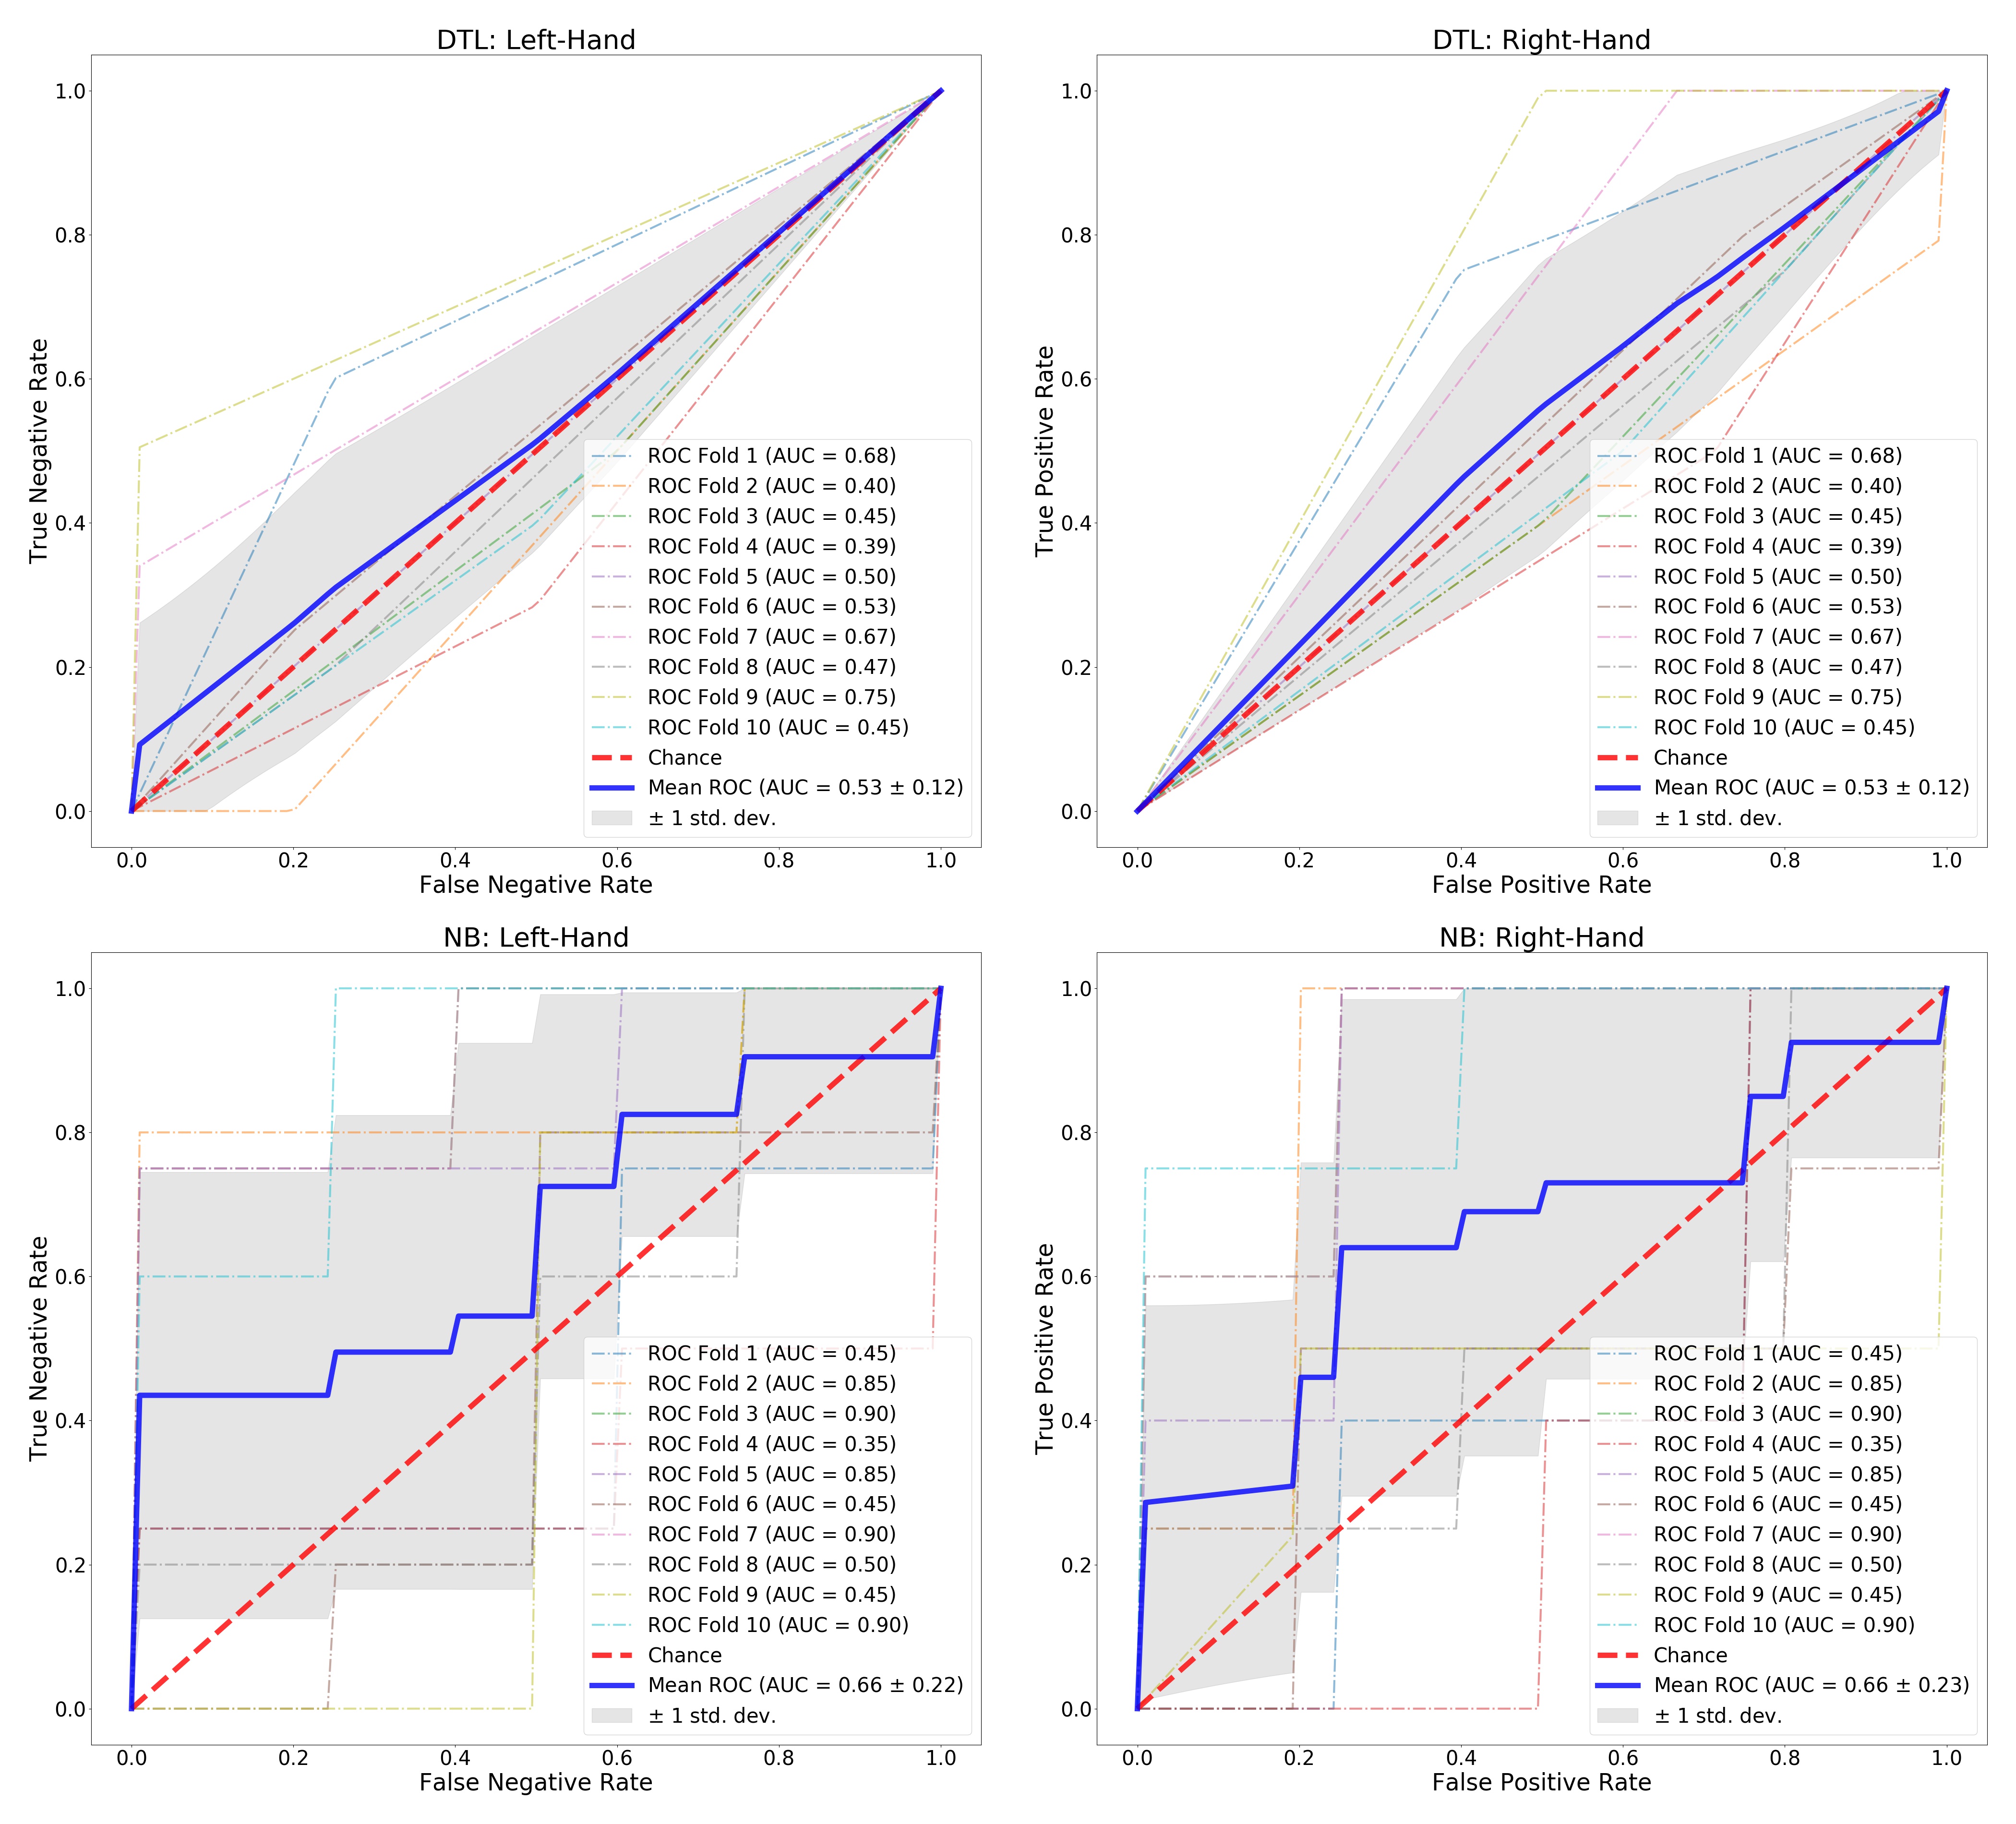 DTL: Left-Hand
True Negative Rate
1.0
0.8
0.6
0.4
0.2
0.0
ROC Fold 1 (AUC = 0.68)
ROC Fold 2 (AUC = 0.40)
ROC Fold 3 (AUC = 0.45)
ROC Fold 4 (AUC = 0.39)
ROC Fold 5 (AUC = 0.50)
ROC Fold 6 (AUC = 0.53)
ROC Fold 7 (AUC = 0.67)
ROC Fold 8 (AUC = 0.47)
ROC Fold 9 (AUC = 0.75)
ROC Fold 10 (AUC = 0.45)
Chance
Mean ROC (AUC = 0.53 ± 0.12)
± 1 std. dev.
0.0 0.2 0.4 0.6 0.8 1.0
False Negative Rate
DTL: Right-Hand
True Positive Rate
1.0
0.8
0.6
0.4
0.2
0.0
ROC Fold 1 (AUC = 0.68)
ROC Fold 2 (AUC = 0.40)
ROC Fold 3 (AUC = 0.45)
ROC Fold 4 (AUC = 0.39)
ROC Fold 5 (AUC = 0.50)
ROC Fold 6 (AUC = 0.53)
ROC Fold 7 (AUC = 0.67)
ROC Fold 8 (AUC = 0.47)
ROC Fold 9 (AUC = 0.75)
ROC Fold 10 (AUC = 0.45)
Chance
Mean ROC (AUC = 0.53 ± 0.12)
± 1 std. dev.
0.0 0.2 0.4 0.6 0.8 1.0
False Positive Rate
NB: Left-Hand
True Negative Rate
1.0
0.8
0.6
0.4
0.2
0.0
ROC Fold 1 (AUC = 0.45)
ROC Fold 2 (AUC = 0.85)
ROC Fold 3 (AUC = 0.90)
ROC Fold 4 (AUC = 0.35)
ROC Fold 5 (AUC = 0.85)
ROC Fold 6 (AUC = 0.45)
ROC Fold 7 (AUC = 0.90)
ROC Fold 8 (AUC = 0.50)
ROC Fold 9 (AUC = 0.45)
ROC Fold 10 (AUC = 0.90)
Chance
Mean ROC (AUC = 0.66 ± 0.22)
± 1 std. dev.
0.0 0.2 0.4 0.6 0.8 1.0
False Negative Rate
NB: Right-Hand
True Positive Rate
1.0
0.8
0.6
0.4
0.2
0.0
ROC Fold 1 (AUC = 0.45)
ROC Fold 2 (AUC = 0.85)
ROC Fold 3 (AUC = 0.90)
ROC Fold 4 (AUC = 0.35)
ROC Fold 5 (AUC = 0.85)
ROC Fold 6 (AUC = 0.45)
ROC Fold 7 (AUC = 0.90)
ROC Fold 8 (AUC = 0.50)
ROC Fold 9 (AUC = 0.45)
ROC Fold 10 (AUC = 0.90)
Chance
Mean ROC (AUC = 0.66 ± 0.23)
± 1 std. dev.
0.0 0.2 0.4 0.6 0.8 1.0
False Positive Rate